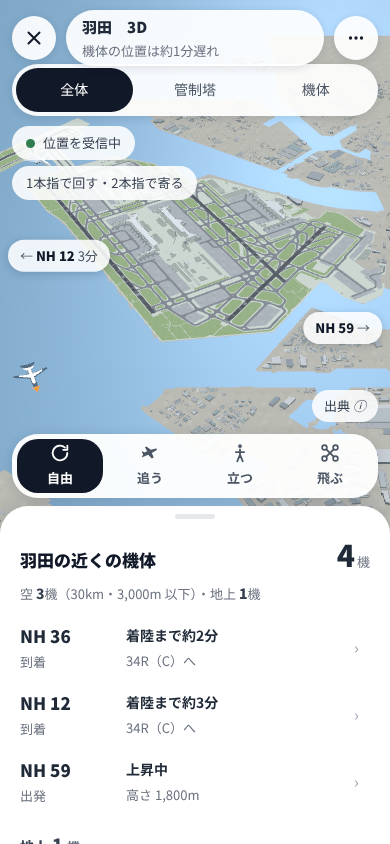 羽田 3D
機体の位置は約1分遅れ
全体
管制塔
機体
位置を受信中
1本指で回す・2本指で寄る
← NH 12 3分
NH 59 →
出典 ⓘ
自由
追う
立つ
飛ぶ
羽田の近くの機体
4機
空 3機（30km・3,000m 以下）・地上 1機
NH 36
着陸まで約2分
到着
34R（C）へ
›
NH 12
着陸まで約3分
到着
34R（C）へ
›
NH 59
上昇中
出発
高さ 1,800m
›
地上 1 機